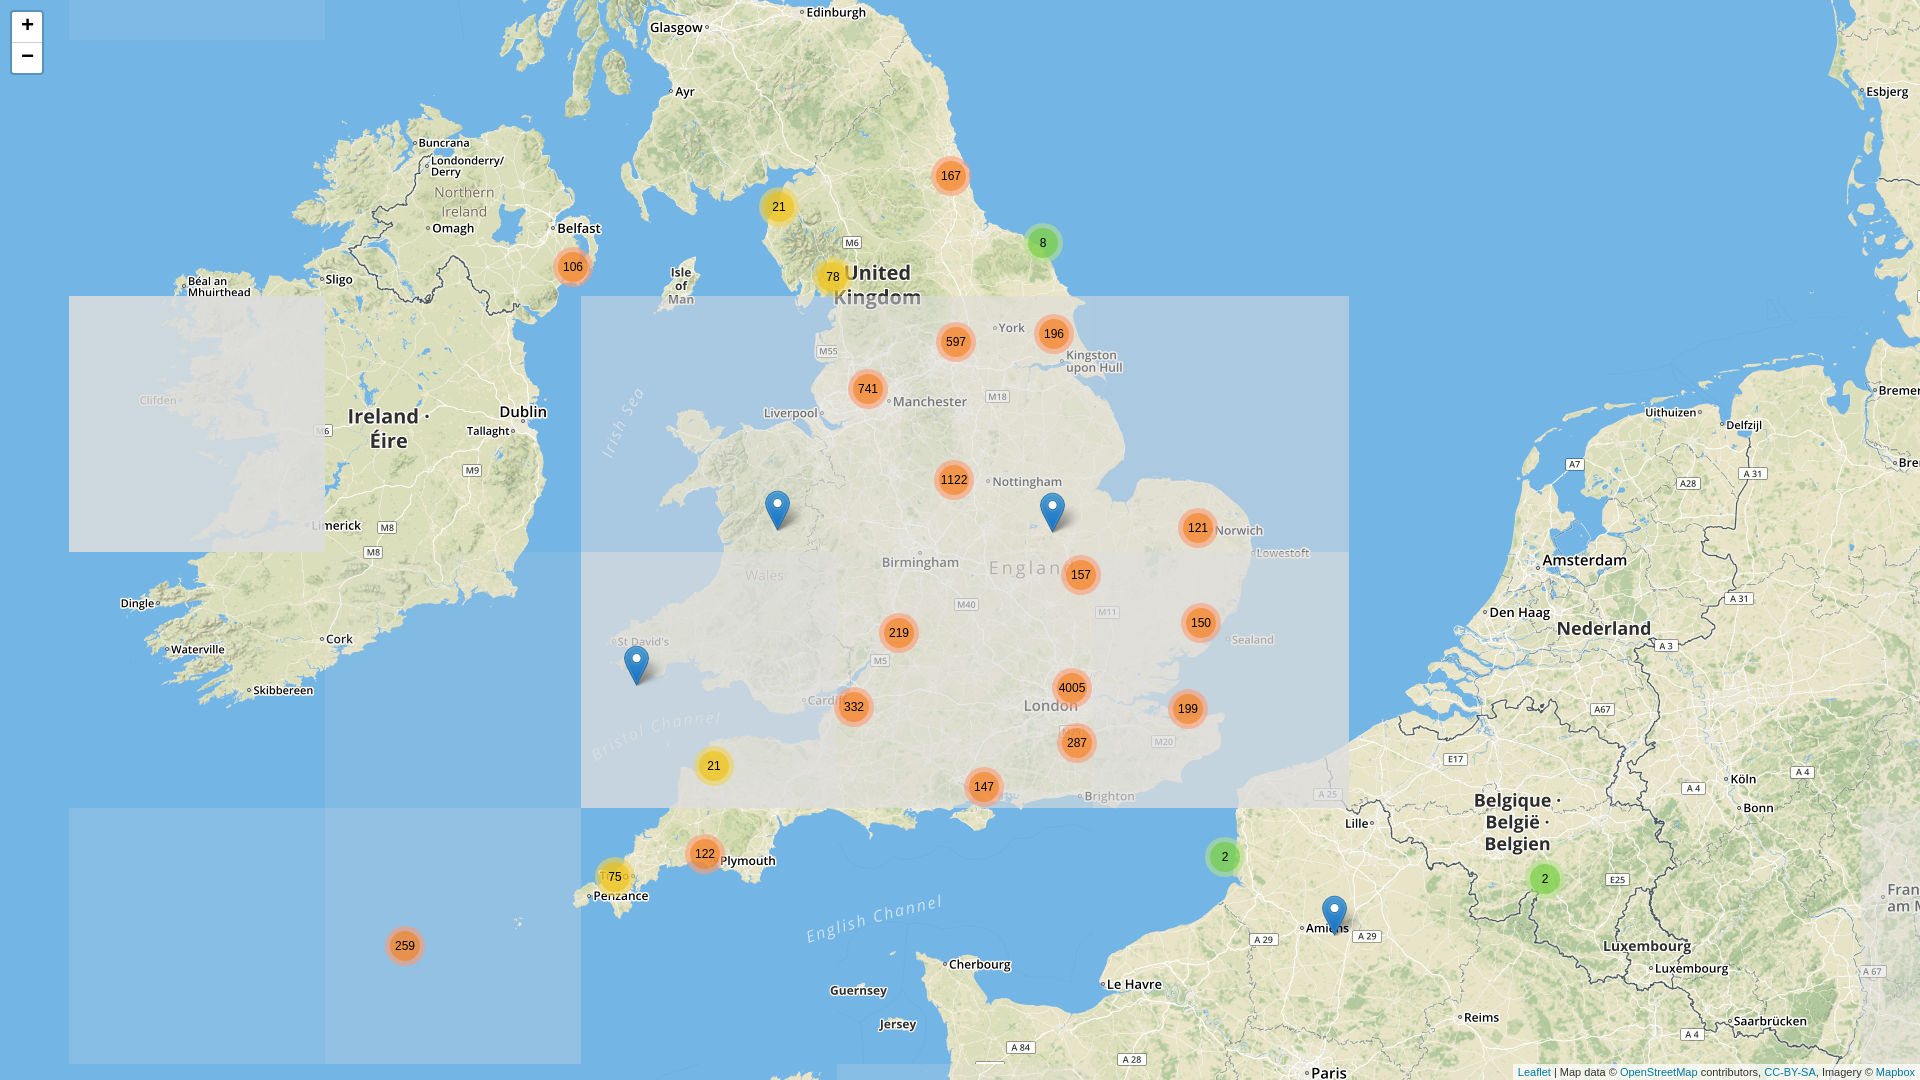 +
−
Edinburgh
Glasgow
Ayr
Esbjerg
Buncrana
Londonderry/
Derry
Northern
Ireland
Omagh
Belfast
167
21
8
M6
106
78
United
Kingdom
Isle
of
Man
Sligo
Béal an
Mhuirthead
597
York
196
M55
Kingston
upon Hull
741
Manchester
M18
Liverpool
Irish Sea
Clifden
Ireland ·
Éire
M6
Dublin
Tallaght
M9
Bremer
Uithuizen
Delfzijl
A7
A 31
A28
Bre
1122
Nottingham
Limerick
M8
M8
121
Norwich
Lowestoft
Birmingham
Englan
157
Wales
Amsterdam
Dingle
M40
M11
A 31
Den Haag
Nederland
Cork
Waterville
219
150
Sealand
St David's
M5
A 3
Skibbereen
4005
London
Cardiff
332
199
A67
Bristol Channel
287
M20
E17
21
147
Brighton
A 25
Köln
A 4
A 4
Bonn
Belgique ·
België ·
Belgien
Lille
122
Plymouth
75
Penzance
2
2
E25
Fran
am M
English Channel
259
Amiens
A 29
A 29
Luxembourg
Luxembourg
A 67
Cherbourg
Le Havre
Guernsey
Jersey
Reims
Saarbrücken
A 4
A 84
A 28
Paris
Leaflet | Map data © OpenStreetMap contributors, CC-BY-SA, Imagery © Mapbox